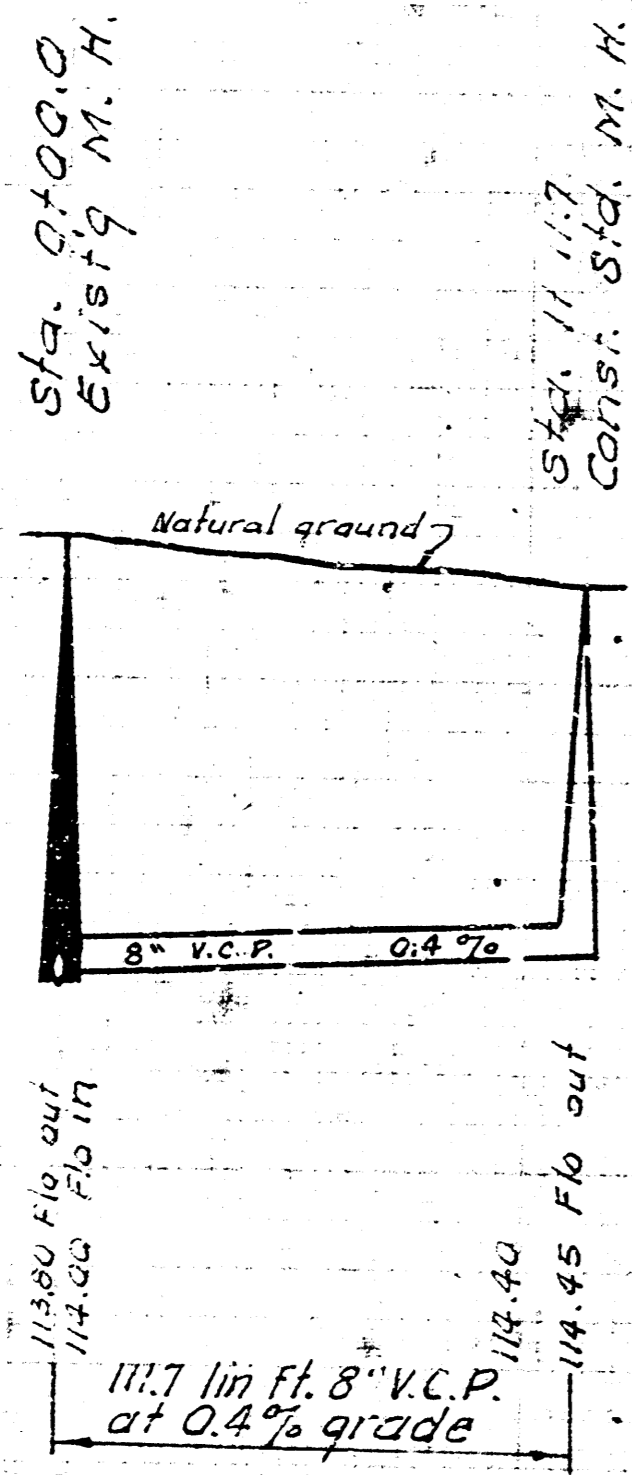 Sta. 0+00.0
Exist'g M. H.
Sta. 1+11.7
Const. Std. M. H.
Natural ground
8" V.C.P. 0.4 %
113.80 Flo out
114.00 Flo in
114.40
114.45 Flo out
111.7 lin Ft. 8" V.C.P.
at 0.4% grade